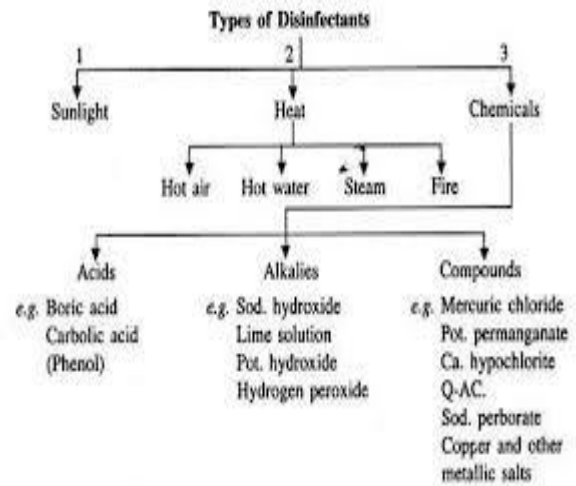 Types of Disinfectants
1 2 3
Sunlight Heat Chemicals
Hot air Hot water Steam Fire
Acids Alkalies Compounds
e.g. Boric acid
Carbolic acid
(Phenol)
e.g. Sod. hydroxide
Lime solution
Pot. hydroxide
Hydrogen peroxide
e.g. Mercuric chloride
Pot. permanganate
Ca. hypochlorite
Q-AC.
Sod. perborate
Copper and other
metallic salts